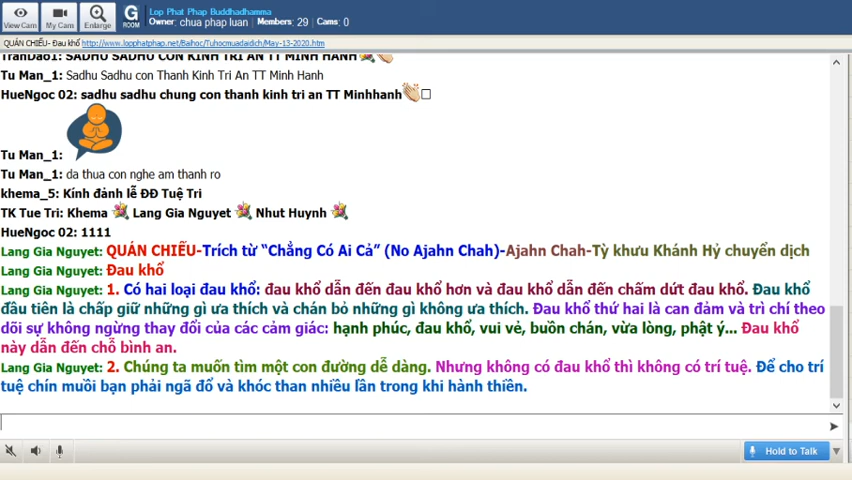 View Cam
My Cam
Enlarge
G
ROOM
Lop Phat Phap Buddhadhamma
Owner: chua phap luan Members: 29 Cams: 0
QUÁN CHIẾU- Đau khổ http://www.lopphatphap.net/Baihoc/Tuhocmuadaidich/May-13-2020.htm
TranDao1: SADHU SADHU CON KINH TRI AN TT MINH HANH
Tu Man_1: Sadhu Sadhu con Thanh Kinh Tri An TT Minh Hanh
HueNgoc 02: sadhu sadhu chung con thanh kinh tri an TT Minhhanh
Tu Man_1:
Tu Man_1: da thua con nghe am thanh ro
khema_5: Kính đảnh lễ ĐĐ Tuệ Tri
TK Tue Tri: Khema Lang Gia Nguyet Nhut Huynh
HueNgoc 02: 1111
Lang Gia Nguyet: QUÁN CHIẾU-Trích từ “Chẳng Có Ai Cả” (No Ajahn Chah)-Ajahn Chah-Tỳ khưu Khánh Hỷ chuyển dịch
Lang Gia Nguyet: Đau khổ
Lang Gia Nguyet: 1. Có hai loại đau khổ: đau khổ dẫn đến đau khổ hơn và đau khổ dẫn đến chấm dứt đau khổ. Đau khổ
đầu tiên là chấp giữ những gì ưa thích và chán bỏ những gì không ưa thích. Đau khổ thứ hai là can đảm và trì chí theo
dõi sự không ngừng thay đổi của các cảm giác: hạnh phúc, đau khổ, vui vẻ, buồn chán, vừa lòng, phật ý... Đau khổ
này dẫn đến chỗ bình an.
Lang Gia Nguyet: 2. Chúng ta muốn tìm một con đường dễ dàng. Nhưng không có đau khổ thì không có trí tuệ. Để cho trí
tuệ chín muồi bạn phải ngã đổ và khóc than nhiều lần trong khi hành thiền.
Hold to Talk